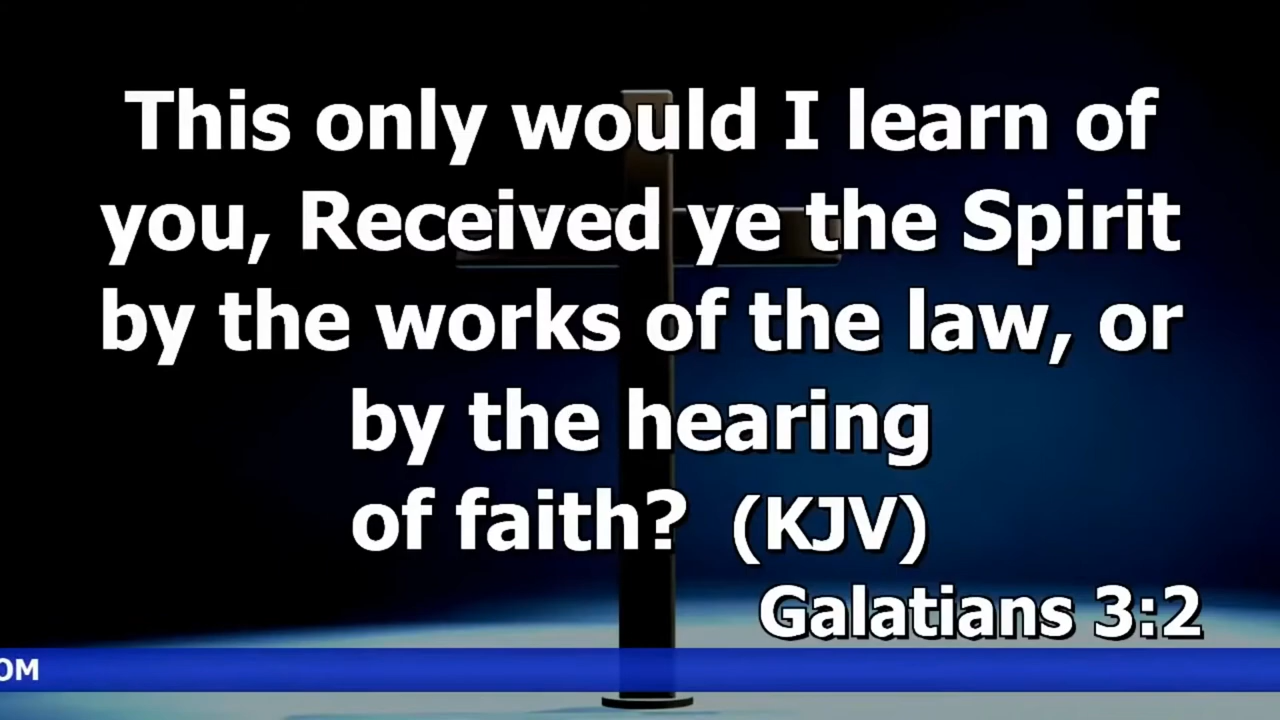 This only would I learn of
you, Received ye the Spirit
by the works of the law, or
by the hearing
of faith? (KJV)
Galatians 3:2
OM